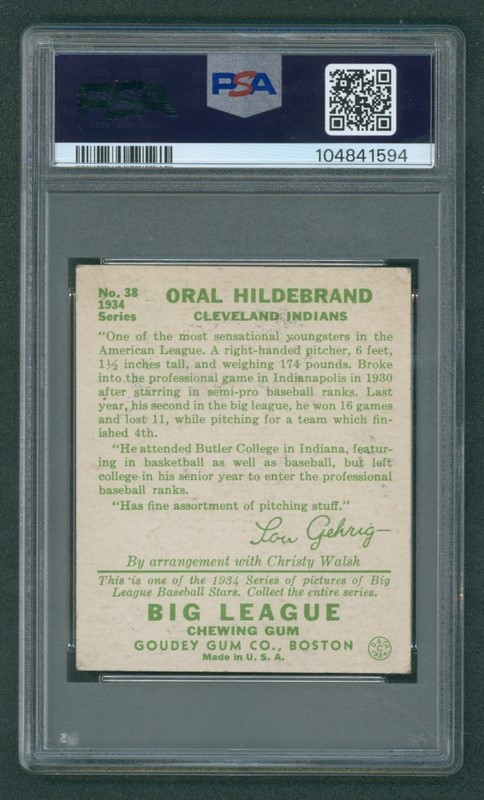 PSA
PSA
104841594
No. 38
1934
Series
ORAL HILDEBRAND
CLEVELAND INDIANS
"One of the most sensational youngsters in the
American League. A right-handed pitcher, 6 feet,
1½ inches tall, and weighing 174 pounds. Broke
into the professional game in Indianapolis in 1930
after starring in semi-pro baseball ranks. Last
year, his second in the big league, he won 16 games
and lost 11, while pitching for a team which fin-
ished 4th.
"He attended Butler College in Indiana, featur-
ing in basketball as well as baseball, but left
college in his senior year to enter the professional
baseball ranks.
"Has fine assortment of pitching stuff."
Lou Gehrig
By arrangement with Christy Walsh
This is one of the 1934 Series of pictures of Big
League Baseball Stars. Collect the entire series.
BIG LEAGUE
CHEWING GUM
GOUDEY GUM CO., BOSTON
Made in U. S. A.